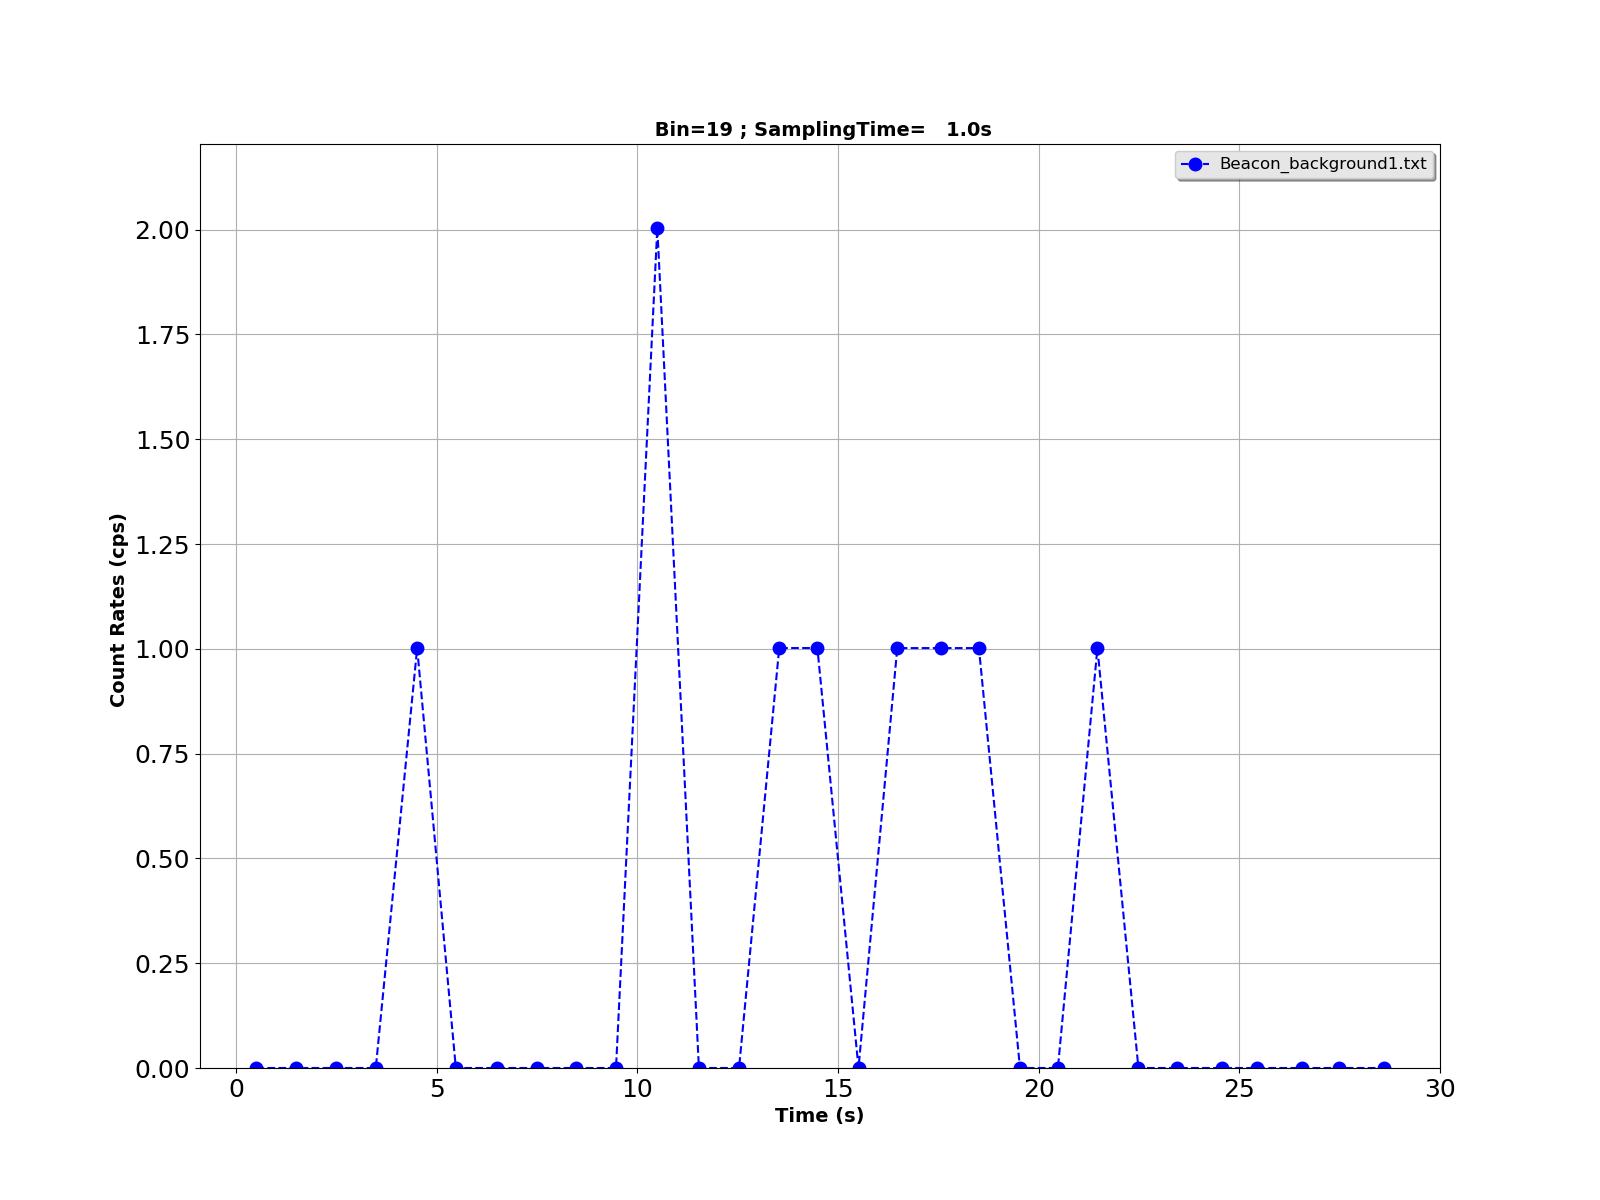 Bin=19 ; SamplingTime=   1.0s
Beacon_background1.txt
2.00
1.75
1.50
1.25
1.00
0.75
0.50
0.25
0.00
Count Rates (cps)
0 5 10 15 20 25 30
Time (s)